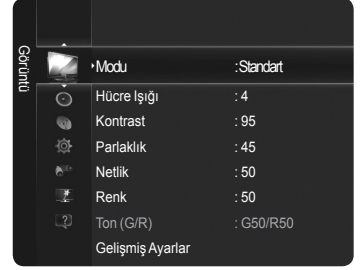 Görüntü
Modu :Standart
Hücre Işığı : 4
Kontrast : 95
Parlaklık : 45
Netlik : 50
Renk : 50
Ton (G/R) : G50/R50
Gelişmiş Ayarlar